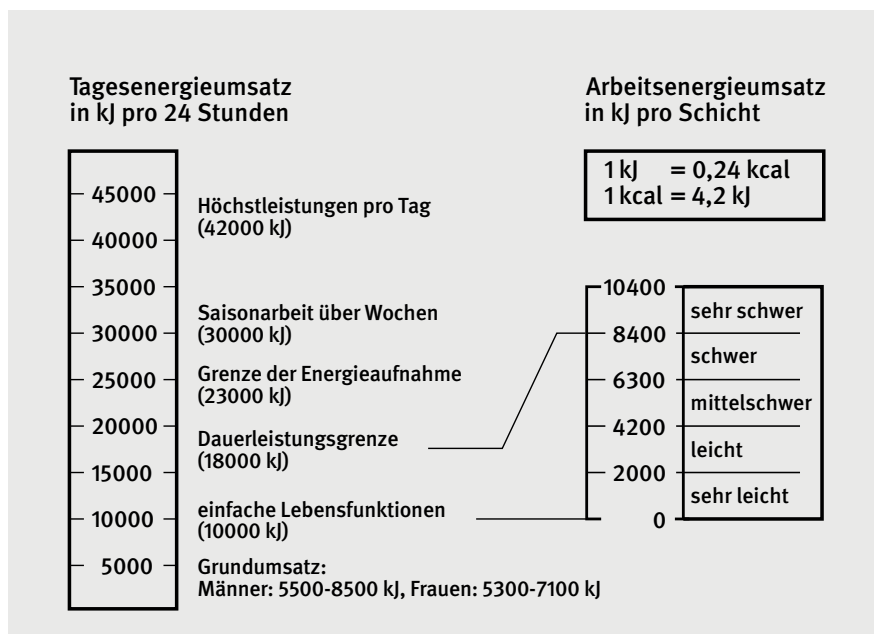 Tagesenergieumsatz
in kJ pro 24 Stunden
45000
40000
35000
30000
25000
20000
15000
10000
5000
Höchstleistungen pro Tag
(42000 kJ)
Saisonarbeit über Wochen
(30000 kJ)
Grenze der Energieaufnahme
(23000 kJ)
Dauerleistungsgrenze
(18000 kJ)
einfache Lebensfunktionen
(10000 kJ)
Grundumsatz:
Männer: 5500-8500 kJ, Frauen: 5300-7100 kJ
Arbeitsenergieumsatz
in kJ pro Schicht
1 kJ = 0,24 kcal
1 kcal = 4,2 kJ
10400
8400
6300
4200
2000
0
sehr schwer
schwer
mittelschwer
leicht
sehr leicht